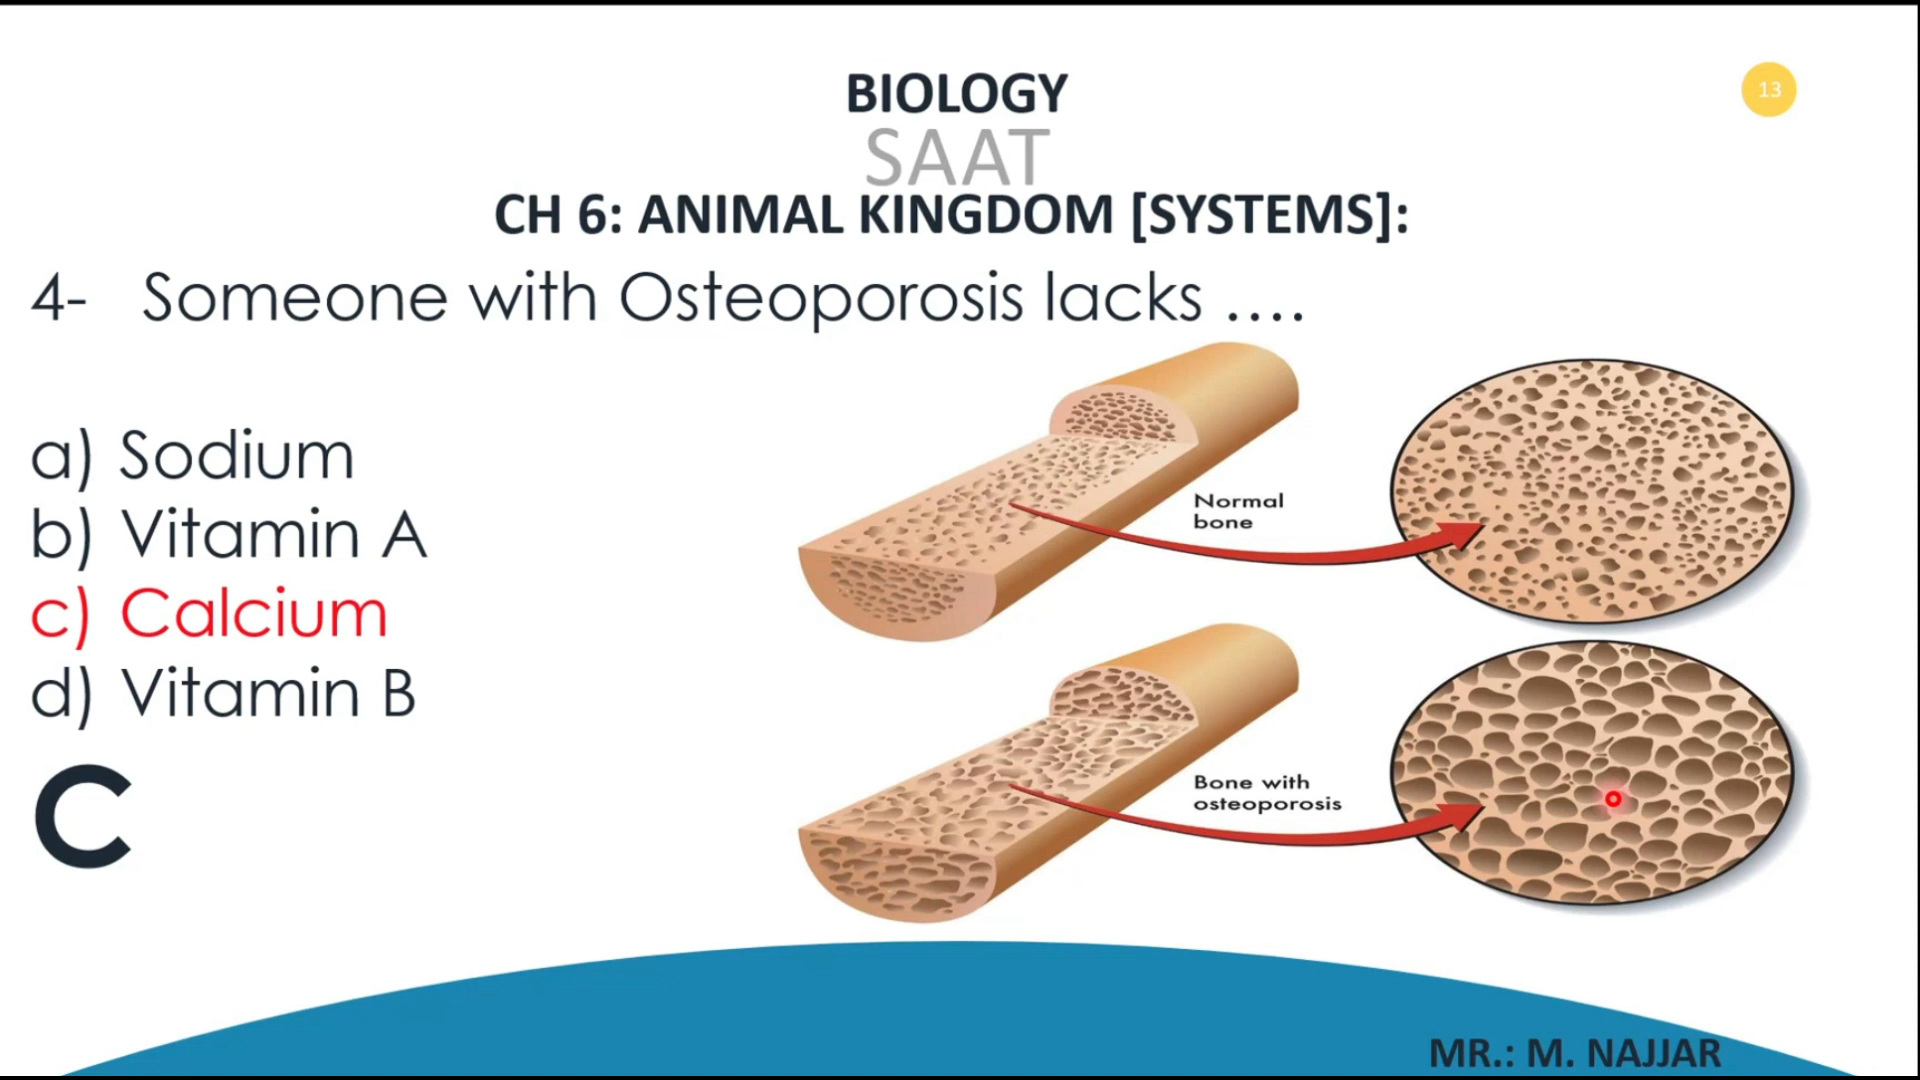 13
BIOLOGY
SAAT
CH 6: ANIMAL KINGDOM [SYSTEMS]:
4- Someone with Osteoporosis lacks ....
a) Sodium
b) Vitamin A
c) Calcium
d) Vitamin B
C
Normal
bone
Bone with
osteoporosis
MR.: M. NAJJAR